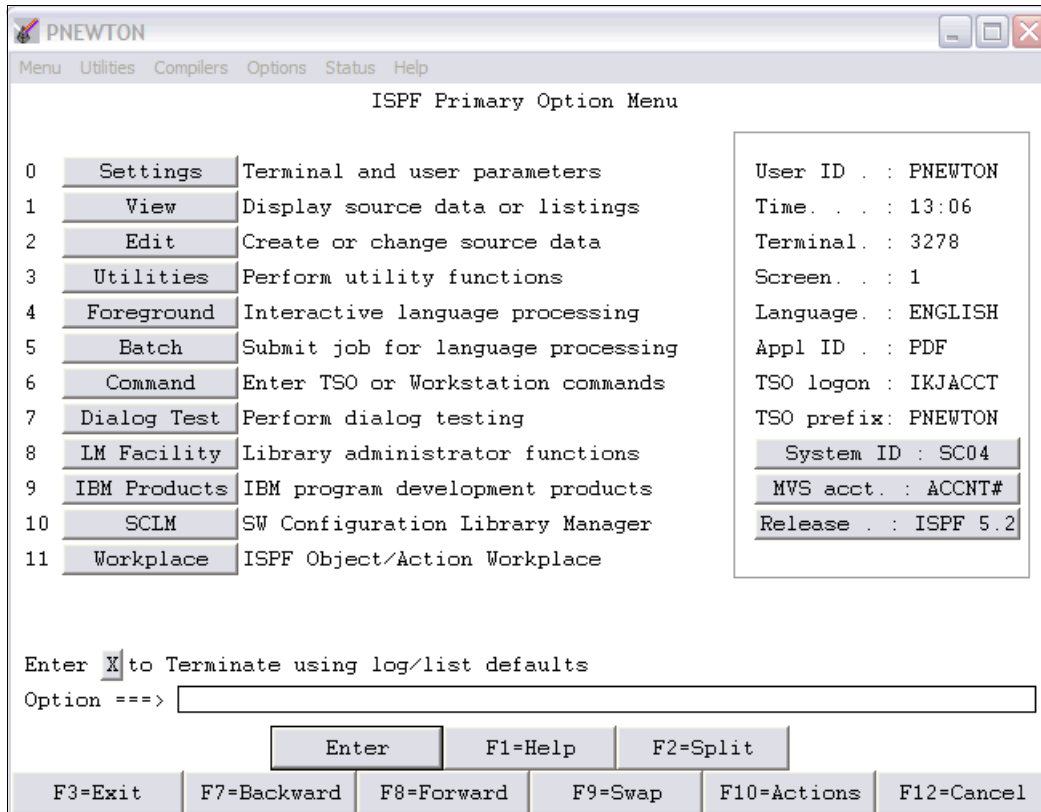 PNEWTON
Menu Utilities Compilers Options Status Help
ISPF Primary Option Menu
0 Settings Terminal and user parameters
1 View Display source data or listings
2 Edit Create or change source data
3 Utilities Perform utility functions
4 Foreground Interactive language processing
5 Batch Submit job for language processing
6 Command Enter TSO or Workstation commands
7 Dialog Test Perform dialog testing
8 LM Facility Library administrator functions
9 IBM Products IBM program development products
10 SCLM SW Configuration Library Manager
11 Workplace ISPF Object/Action Workplace
User ID . : PNEWTON
Time. . . : 13:06
Terminal. : 3278
Screen. . : 1
Language. : ENGLISH
Appl ID . : PDF
TSO logon : IKJACCT
TSO prefix: PNEWTON
System ID : SC04
MVS acct. : ACCNT#
Release . : ISPF 5.2
Enter X to Terminate using log/list defaults
Option ===>
Enter F1=Help F2=Split
F3=Exit F7=Backward F8=Forward F9=Swap F10=Actions F12=Cancel